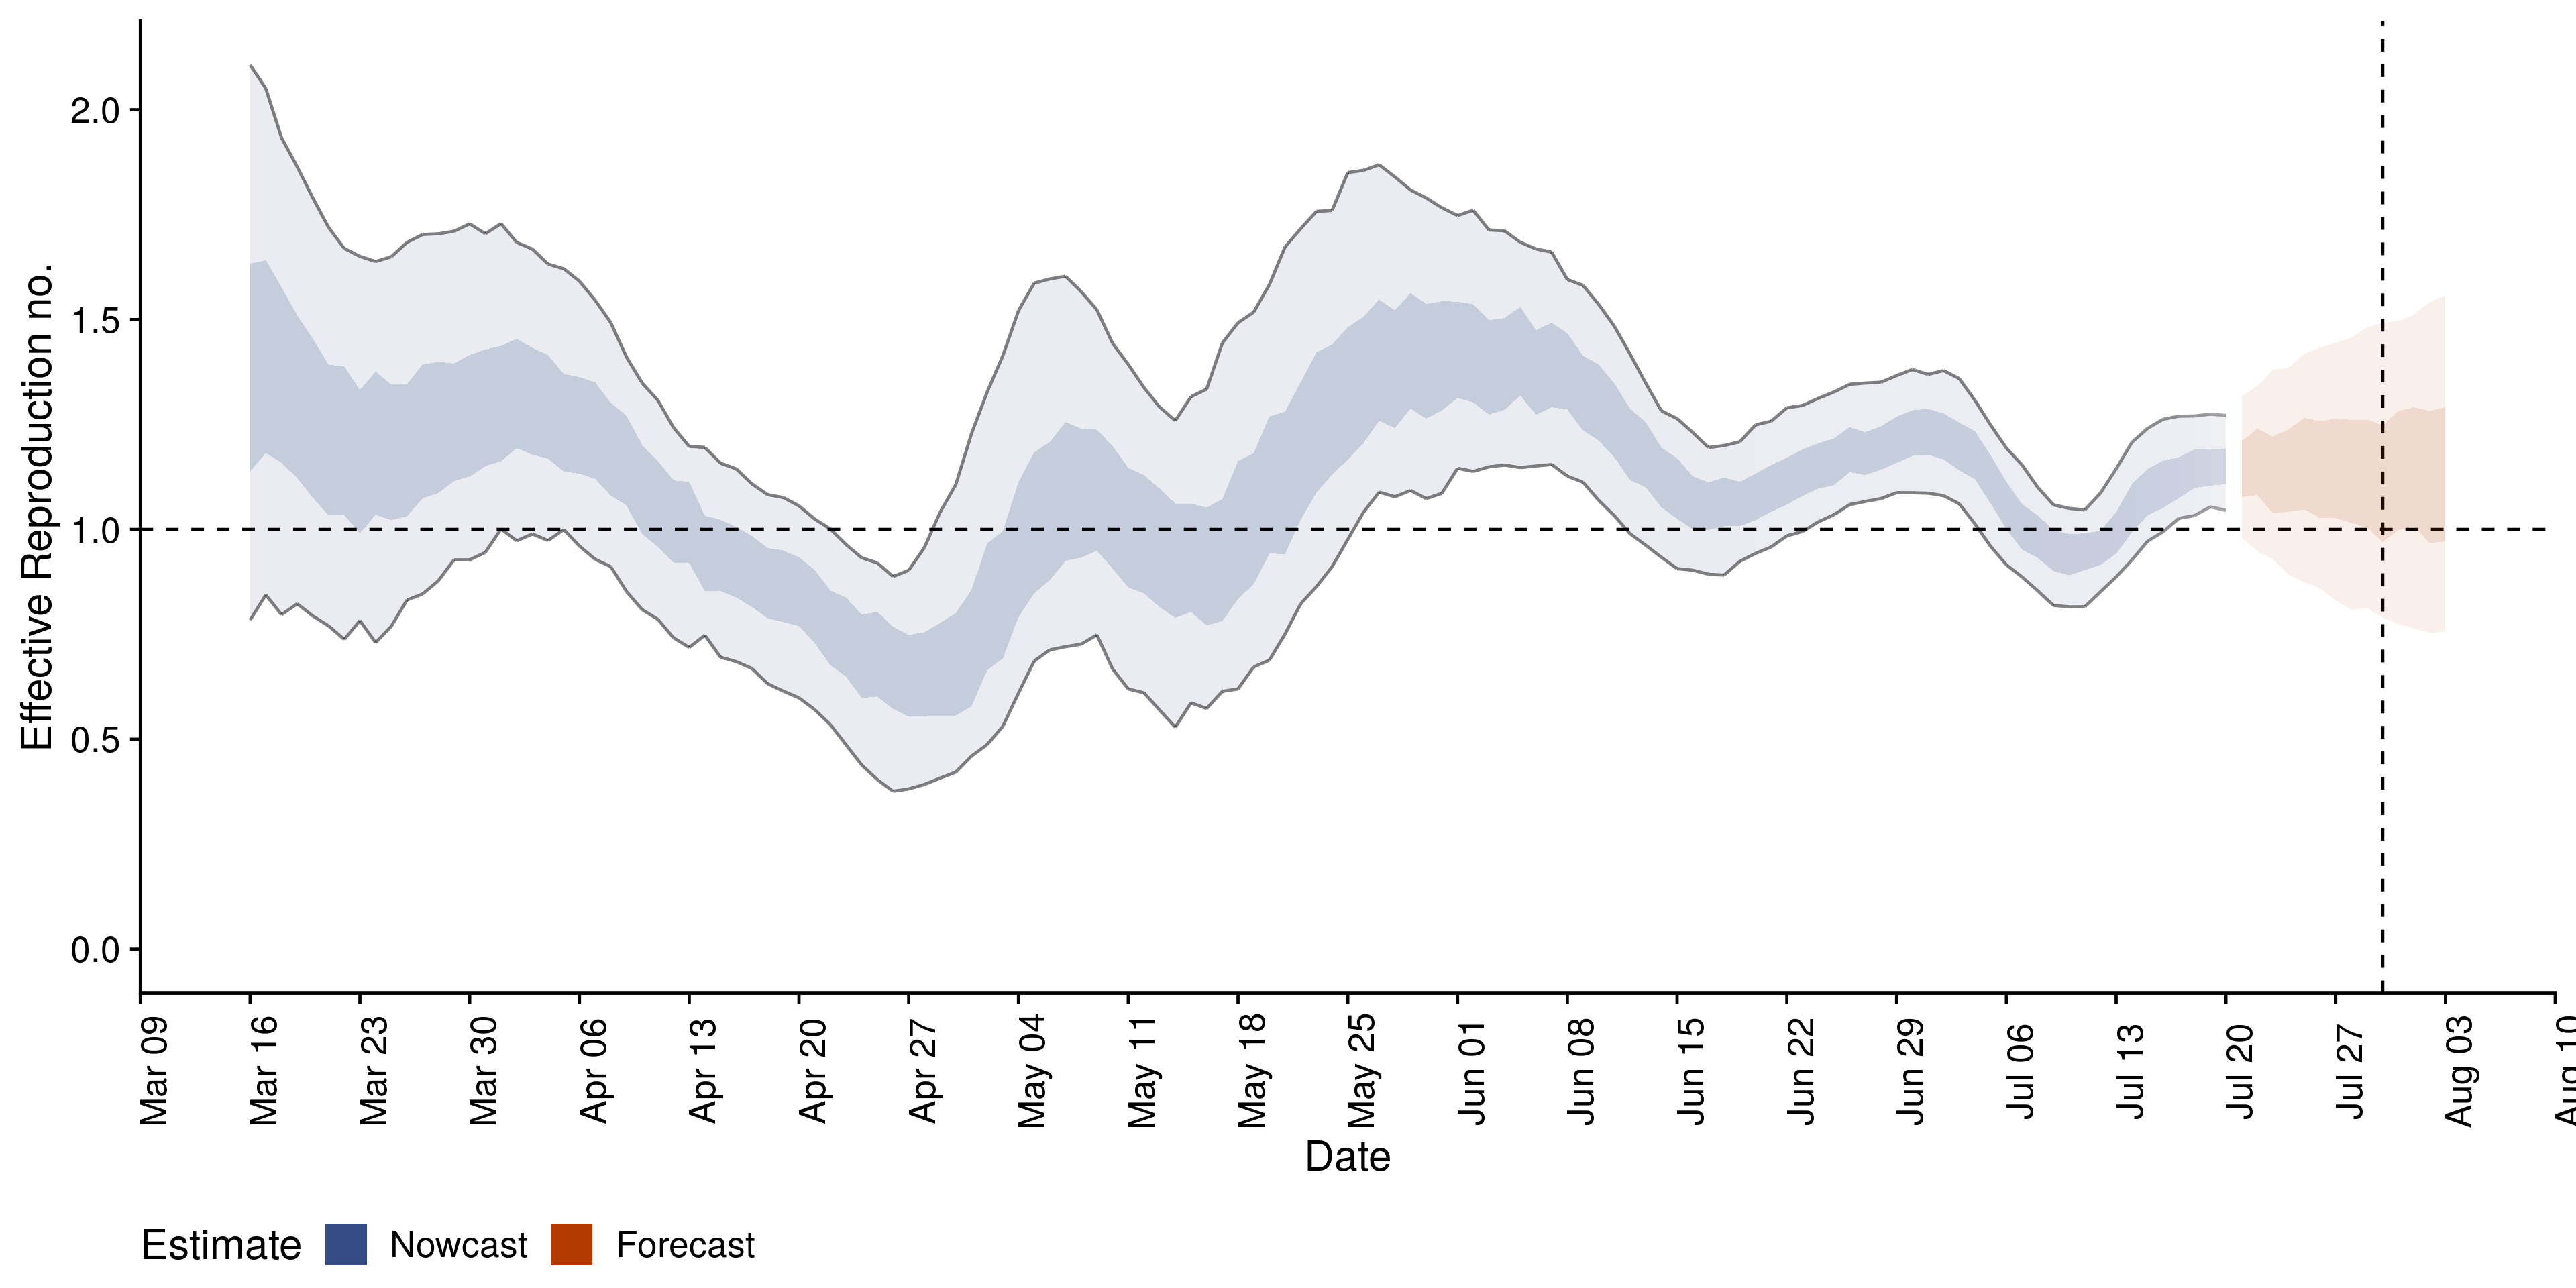 Effective Reproduction no.
2.0
1.5
1.0
0.5
0.0
Mar 09
Mar 16
Mar 23
Mar 30
Apr 06
Apr 13
Apr 20
Apr 27
May 04
May 11
May 18
May 25
Jun 01
Jun 08
Jun 15
Jun 22
Jun 29
Jul 06
Jul 13
Jul 20
Jul 27
Aug 03
Aug 10
Date
Estimate Nowcast Forecast